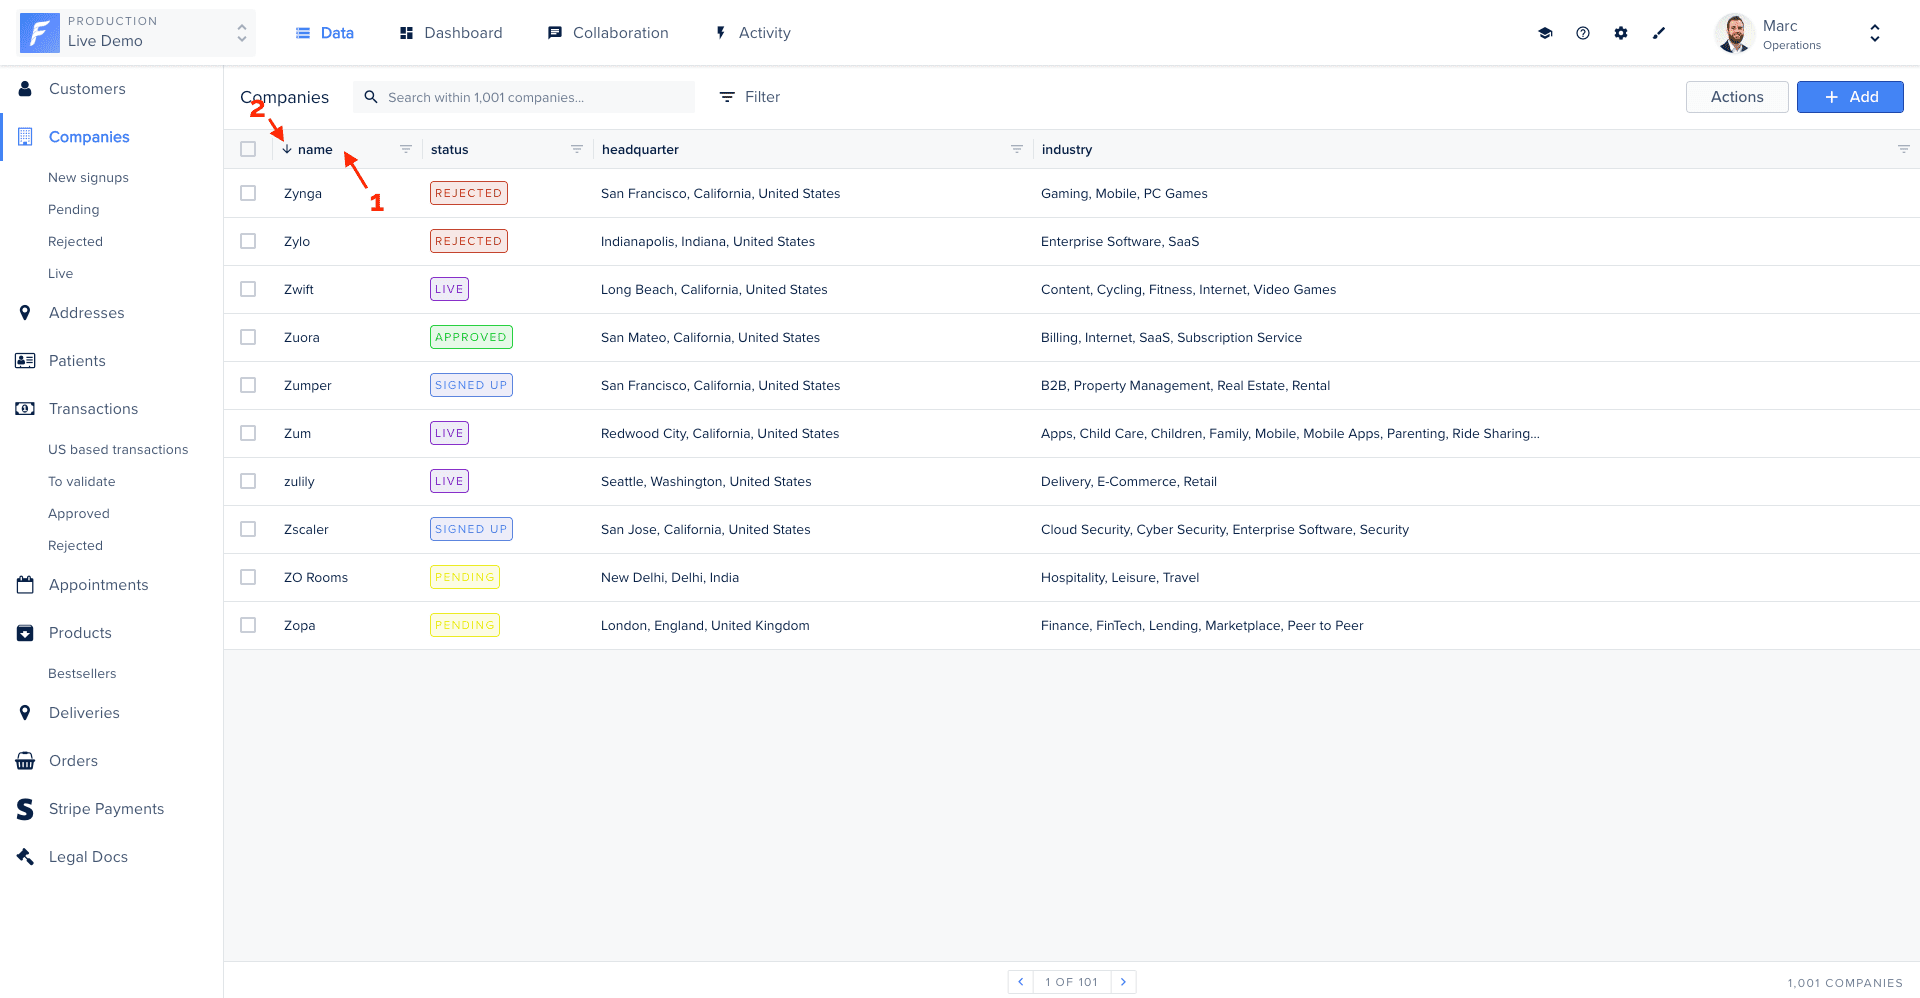 PRODUCTION
Live Demo
Data
Dashboard
Collaboration
Activity
Marc
Operations
Customers
Companies
New signups
Pending
Rejected
Live
Addresses
Patients
Transactions
US based transactions
To validate
Approved
Rejected
Appointments
Products
Bestsellers
Deliveries
Orders
Stripe Payments
Legal Docs
Companies
Search within 1,001 companies...
Filter
Actions
+ Add
2
1
name status headquarter industry
Zynga REJECTED San Francisco, California, United States Gaming, Mobile, PC Games
Zylo REJECTED Indianapolis, Indiana, United States Enterprise Software, SaaS
Zwift LIVE Long Beach, California, United States Content, Cycling, Fitness, Internet, Video Games
Zuora APPROVED San Mateo, California, United States Billing, Internet, SaaS, Subscription Service
Zumper SIGNED UP San Francisco, California, United States B2B, Property Management, Real Estate, Rental
Zum LIVE Redwood City, California, United States Apps, Child Care, Children, Family, Mobile, Mobile Apps, Parenting, Ride Sharing...
zulily LIVE Seattle, Washington, United States Delivery, E-Commerce, Retail
Zscaler SIGNED UP San Jose, California, United States Cloud Security, Cyber Security, Enterprise Software, Security
ZO Rooms PENDING New Delhi, Delhi, India Hospitality, Leisure, Travel
Zopa PENDING London, England, United Kingdom Finance, FinTech, Lending, Marketplace, Peer to Peer
1 OF 101
1,001 COMPANIES